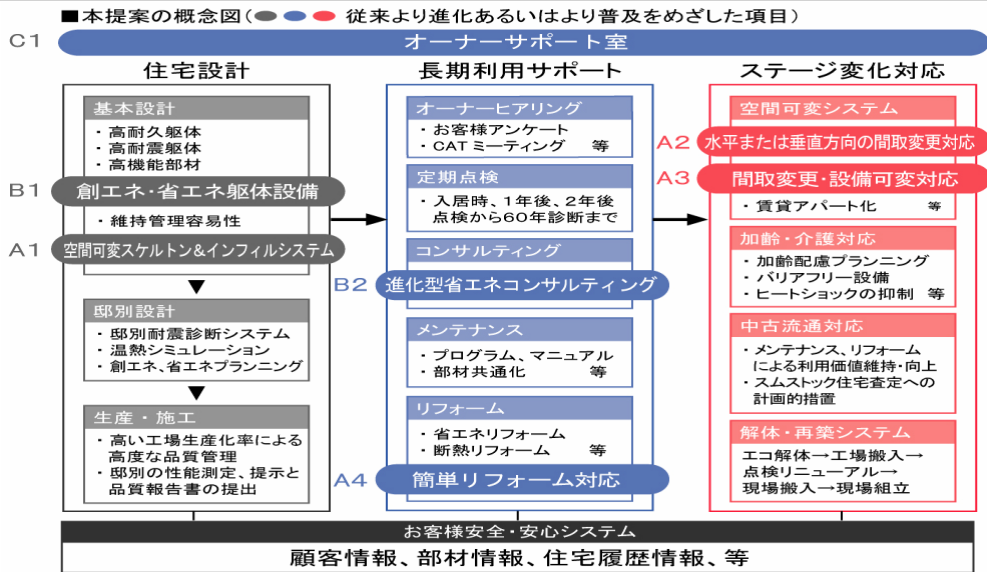 ■本提案の概念図(● ● ● 従来より進化あるいはより普及をめざした項目)
C1 オーナーサポート室
住宅設計
基本設計
・高耐久躯体
・高耐震躯体
・高機能部材
B1 創エネ・省エネ躯体設備
・維持管理容易性
A1 空間可変スケルトン&インフィルシステム
▼
邸別設計
・邸別耐震診断システム
・温熱シミュレーション
・創エネ、省エネプランニング
▼
生産・施工
・高い工場生産化率による
高度な品質管理
・邸別の性能測定、提示と
品質報告書の提出
長期利用サポート
オーナーヒアリング
・お客様アンケート
・CATミーティング 等
定期点検
・入居時、1年後、2年後
点検から60年診断まで
コンサルティング
B2 進化型省エネコンサルティング
メンテナンス
・プログラム、マニュアル
・部材共通化 等
リフォーム
・省エネリフォーム
・断熱リフォーム 等
A4 簡単リフォーム対応
ステージ変化対応
空間可変システム
A2 水平または垂直方向の間取変更対応
A3 間取変更・設備可変対応
・賃貸アパート化 等
加齢・介護対応
・加齢配慮プランニング
・バリアフリー設備
・ヒートショックの抑制 等
中古流通対応
・メンテナンス、リフォーム
による利用価値維持・向上
・スムストック住宅査定への
計画的措置
解体・再築システム
エコ解体→工場搬入→
点検リニューアル→
現場搬入→現場組立
お客様安全・安心システム
顧客情報、部材情報、住宅履歴情報、等